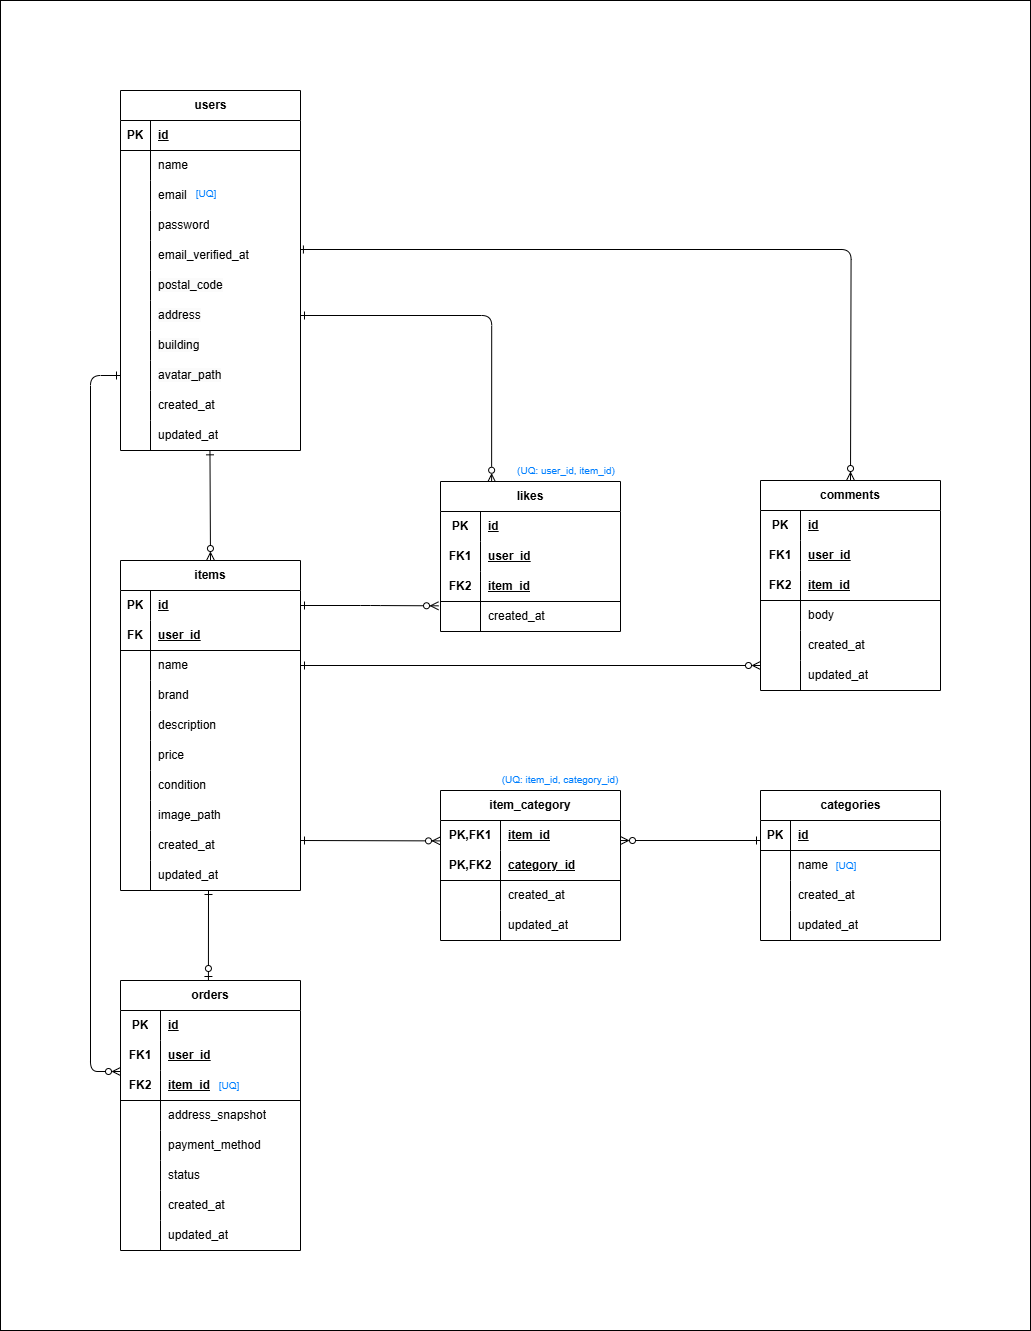 users
PK id
name
email [UQ]
password
email_verified_at
postal_code
address
building
avatar_path
created_at
updated_at
(UQ: user_id, item_id)
likes
PK id
FK1 user_id
FK2 item_id
created_at
comments
PK id
FK1 user_id
FK2 item_id
body
created_at
updated_at
items
PK id
FK user_id
name
brand
description
price
condition
image_path
created_at
updated_at
(UQ: item_id, category_id)
item_category
PK,FK1 item_id
PK,FK2 category_id
created_at
updated_at
categories
PK id
name [UQ]
created_at
updated_at
orders
PK id
FK1 user_id
FK2 item_id [UQ]
address_snapshot
payment_method
status
created_at
updated_at